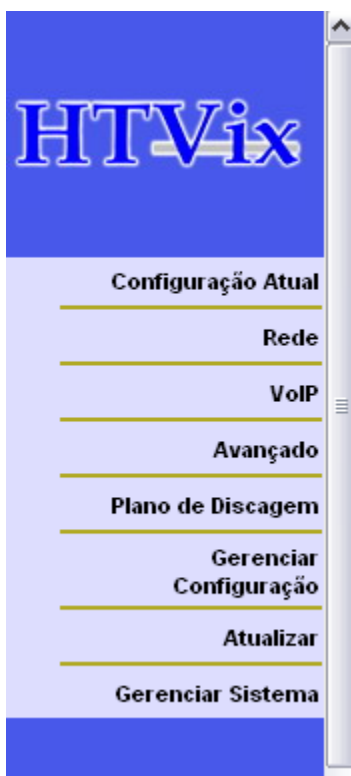 HTVix
Configuração Atual
Rede
VoIP
Avançado
Plano de Discagem
Gerenciar
Configuração
Atualizar
Gerenciar Sistema